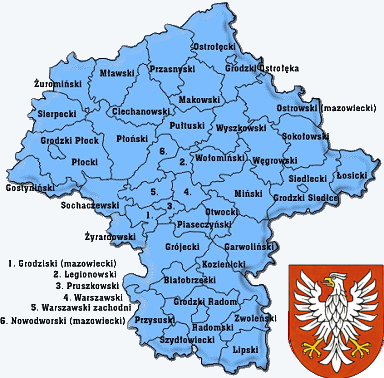 Ostrołęcki
Grodzki Ostrołęka
Przasnyski
Mławski
Żuromiński
Makowski
Ostrowski (mazowiecki)
Ciechanowski
Sierpecki
Pułtuski
Wyszkowski
Sokołowski
Płoński
Grodzki Płock
6.
2.
Wołomiński
Węgrowski
Płocki
Siedlecki
Łosicki
Gostyniński
5.
4.
Miński
Grodzki Siedlce
Sochaczewski
3.
1.
Otwocki
Piaseczyński
Żyrardowski
Grójecki
Garwoliński
Kozienicki
Białobrzeski
Grodzki Radom
Przysuski
Zwoleński
Radomski
Szydłowiecki
Lipski
1. Grodziski (mazowiecki)
2. Legionowski
3. Pruszkowski
4. Warszawski
5. Warszawski zachodni
6. Nowodworski (mazowiecki)